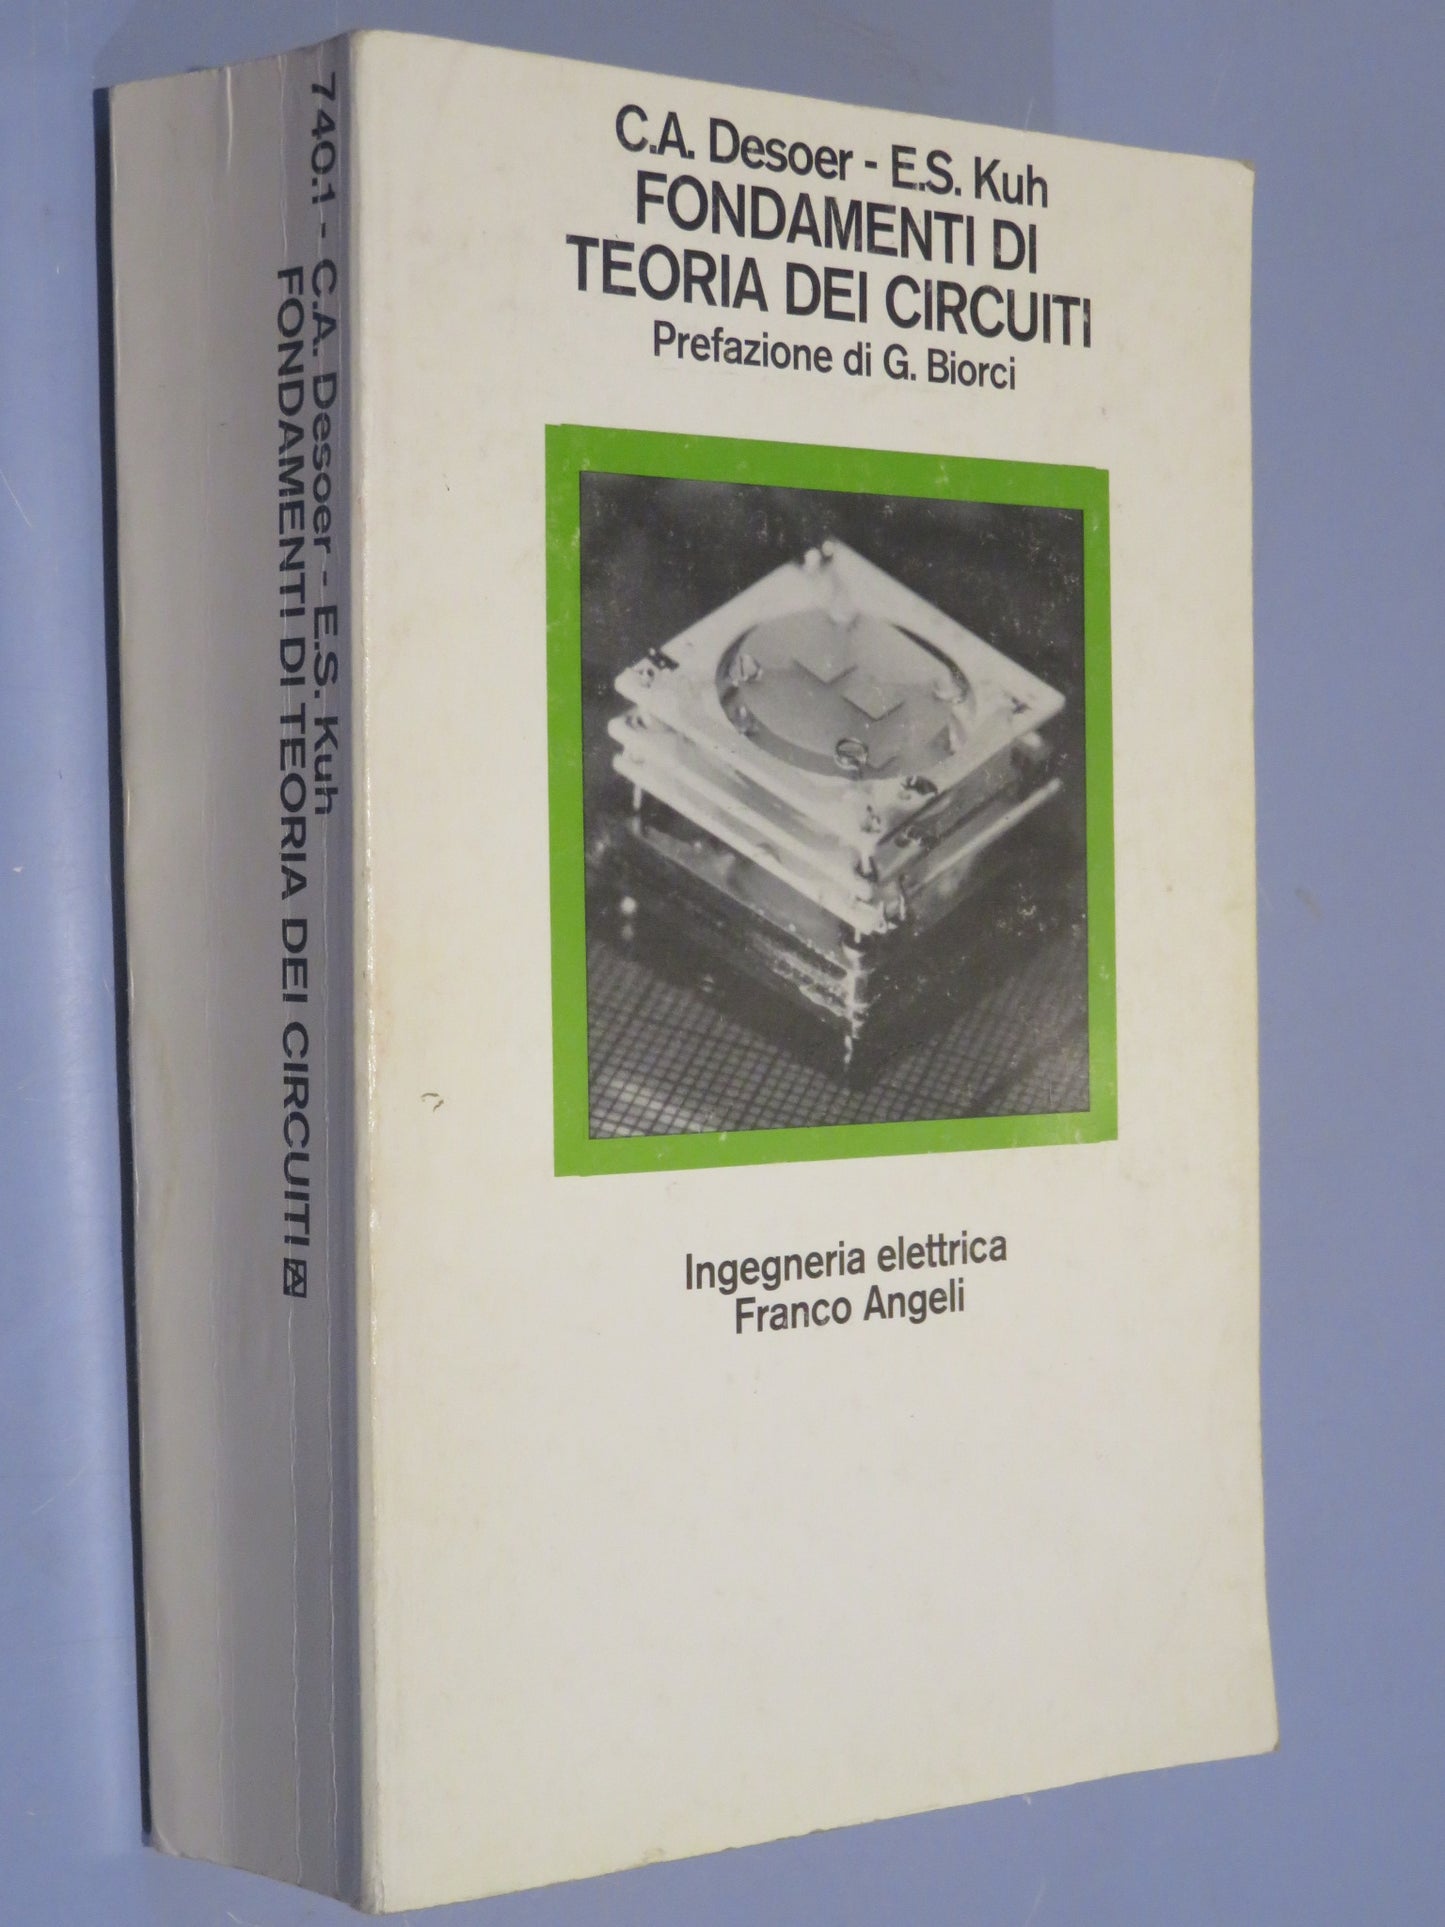 C.A. Desoer - E.S. Kuh
FONDAMENTI DI
TEORIA DEI CIRCUITI
Prefazione di G. Biorci
Ingegneria elettrica
Franco Angeli
740.1 - C.A. Desoer - E.S. Kuh
FONDAMENTI DI TEORIA DEI CIRCUITI